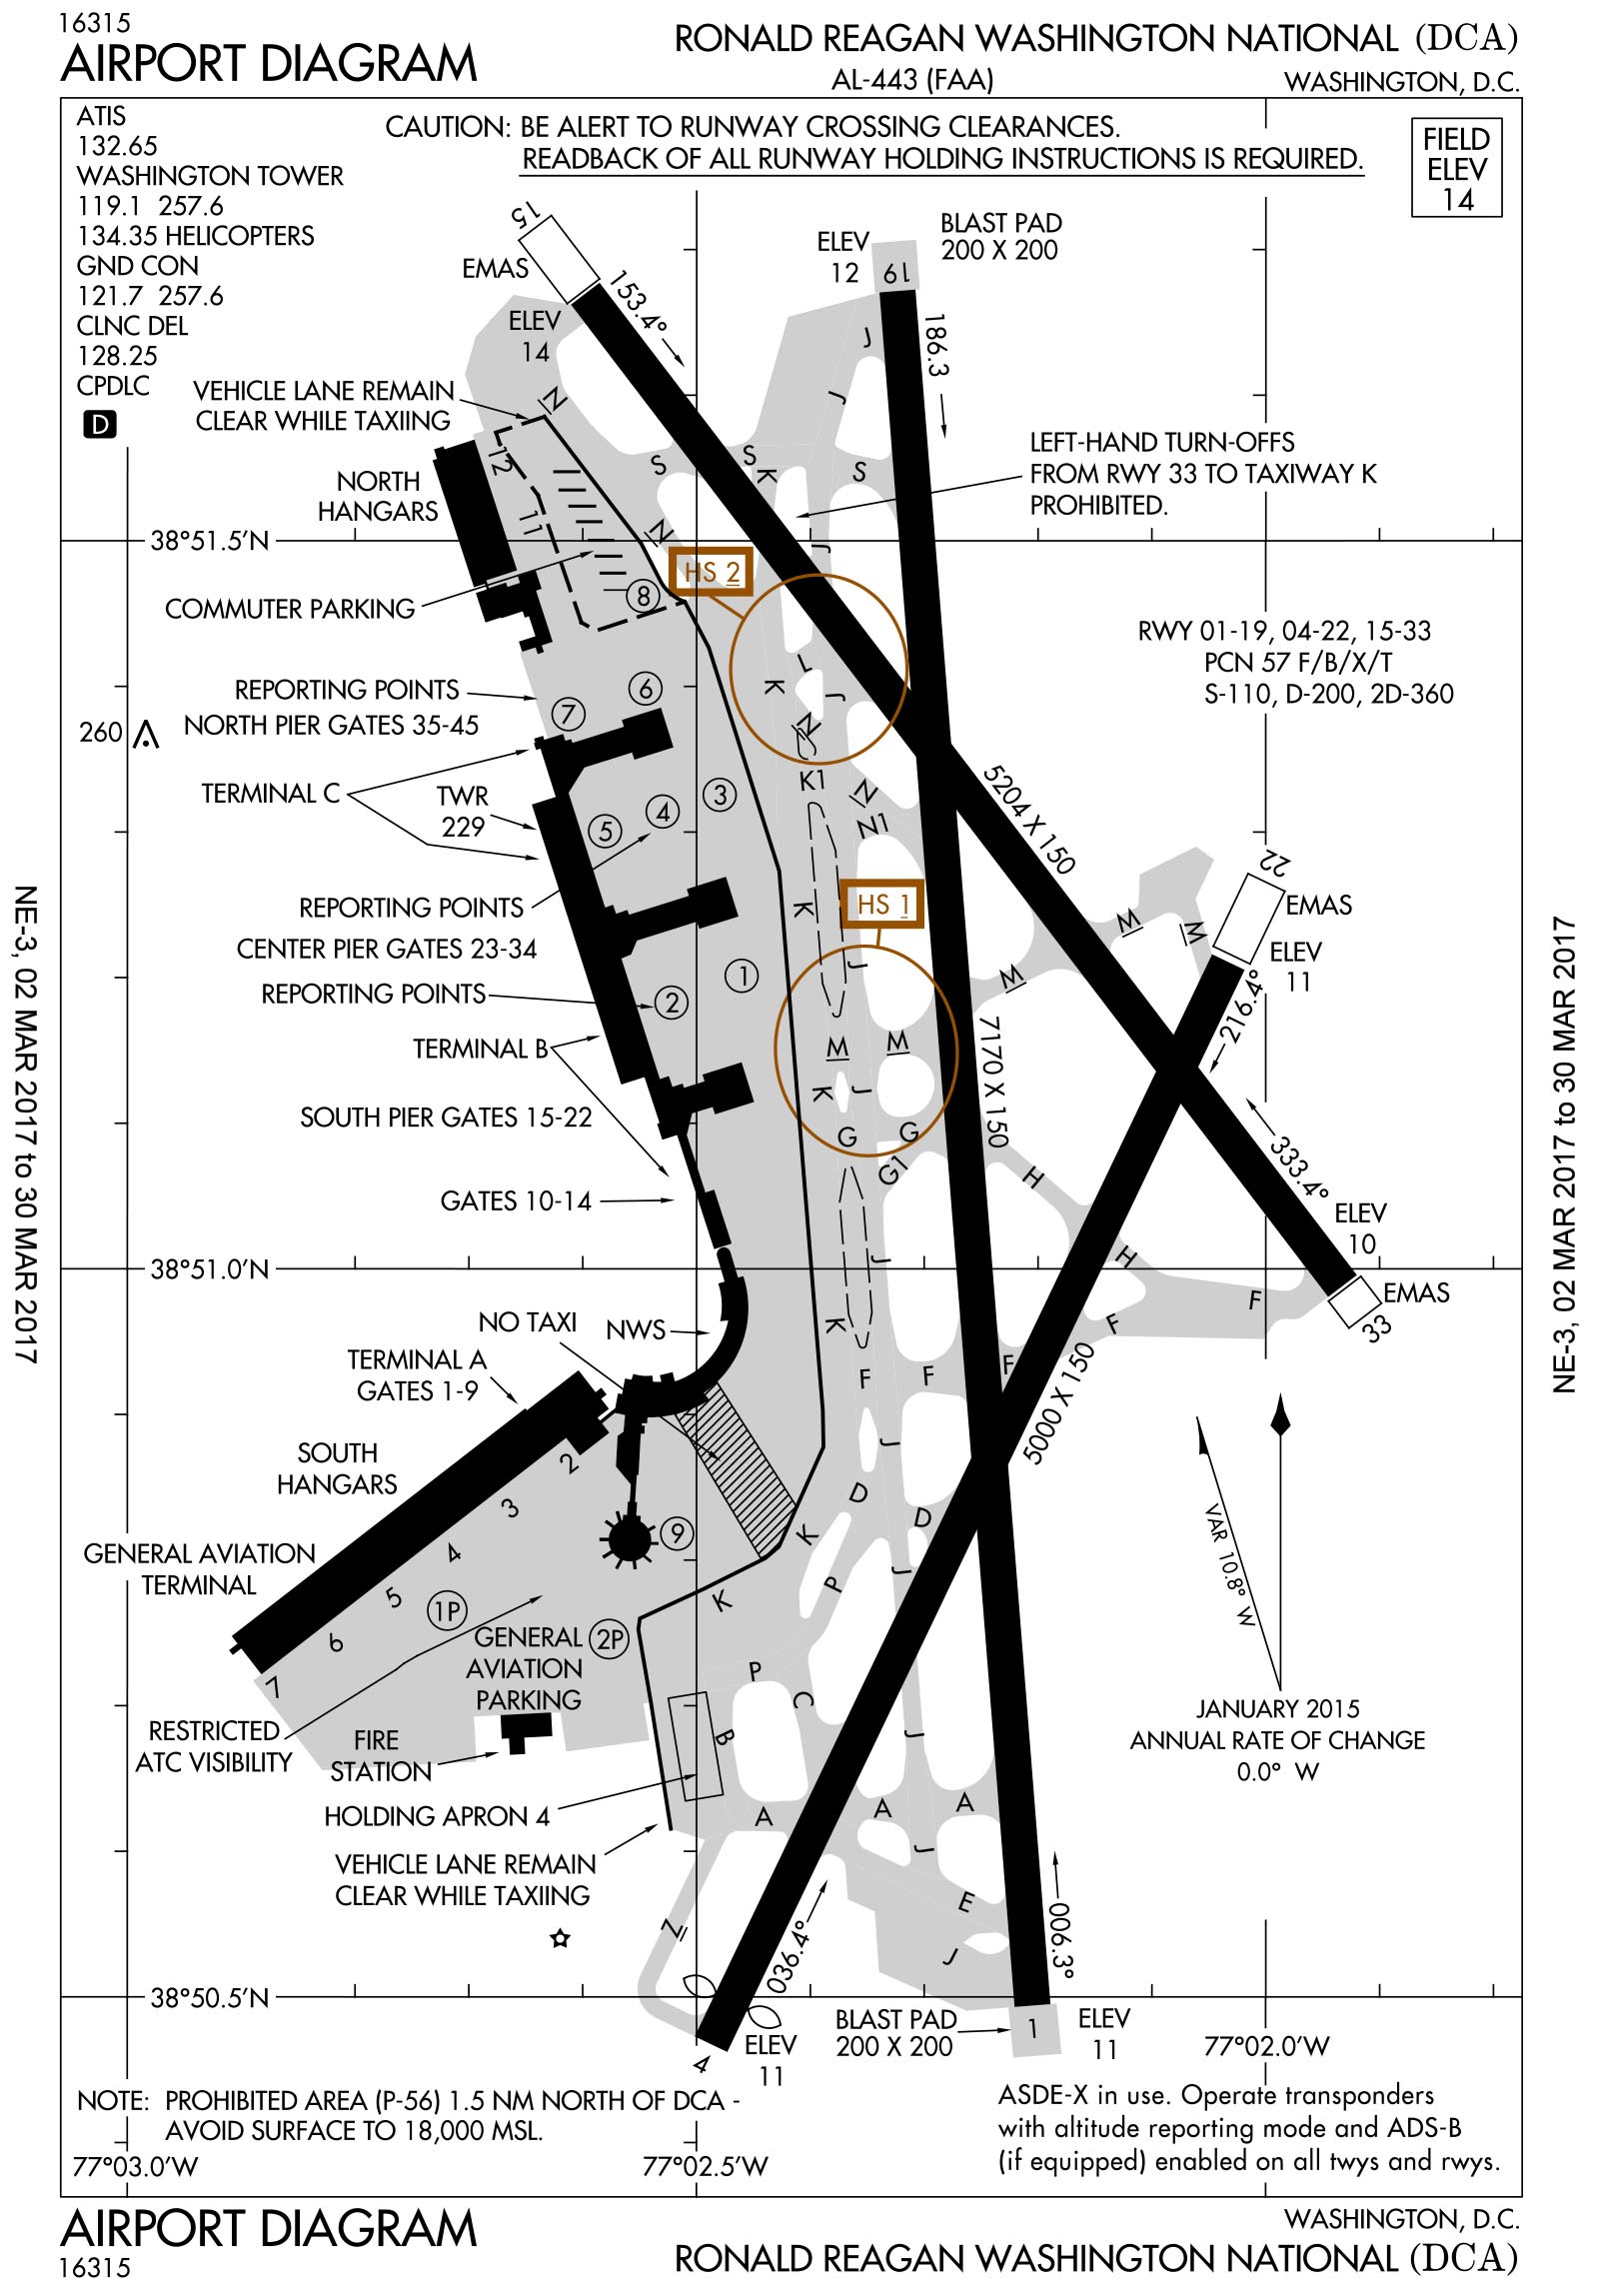 16315
AIRPORT DIAGRAM
RONALD REAGAN WASHINGTON NATIONAL (DCA)
AL-443 (FAA)
WASHINGTON, D.C.
ATIS
132.65
WASHINGTON TOWER
119.1 257.6
134.35 HELICOPTERS
GND CON
121.7 257.6
CLNC DEL
128.25
CPDLC
D
CAUTION: BE ALERT TO RUNWAY CROSSING CLEARANCES.
READBACK OF ALL RUNWAY HOLDING INSTRUCTIONS IS REQUIRED.
FIELD
ELEV
14
15
EMAS
153.4°
ELEV
14
ELEV
12
19
BLAST PAD
200 X 200
186.3
J
J
VEHICLE LANE REMAIN
CLEAR WHILE TAXIING
N
S
S
K
S
LEFT-HAND TURN-OFFS
FROM RWY 33 TO TAXIWAY K
PROHIBITED.
12
11
NORTH
HANGARS
N
J
38°51.5'N
HS 2
COMMUTER PARKING
8
RWY 01-19, 04-22, 15-33
PCN 57 F/B/X/T
S-110, D-200, 2D-360
L
K
J
N
REPORTING POINTS
6
7
NORTH PIER GATES 35-45
260
TERMINAL C
TWR
229
3
4
5
K1
N
N1
5204 X 150
22
EMAS
ELEV
11
REPORTING POINTS
CENTER PIER GATES 23-34
K
HS 1
M
M
M
J
216.4°
1
2
REPORTING POINTS
TERMINAL B
M
M
K
J
7170 X 150
SOUTH PIER GATES 15-22
G
G
G1
H
333.4°
GATES 10-14
ELEV
10
H
J
38°51.0'N
EMAS
33
F
F
NO TAXI
NWS
K
TERMINAL A
GATES 1-9
F
F
F
5000 X 150
J
SOUTH
HANGARS
2
3
4
5
6
7
D
D
K
9
J
P
K
VAR 10.8° W
GENERAL AVIATION
TERMINAL
1P
2P
GENERAL
AVIATION
PARKING
P
C
B
J
JANUARY 2015
ANNUAL RATE OF CHANGE
0.0° W
RESTRICTED
ATC VISIBILITY
FIRE
STATION
HOLDING APRON 4
A
A
A
J
VEHICLE LANE REMAIN
CLEAR WHILE TAXIING
E
J
Z
036.4°
006.3°
38°50.5'N
4
ELEV
11
BLAST PAD
200 X 200
1
ELEV
11
77°02.0'W
NOTE: PROHIBITED AREA (P-56) 1.5 NM NORTH OF DCA -
AVOID SURFACE TO 18,000 MSL.
ASDE-X in use. Operate transponders
with altitude reporting mode and ADS-B
(if equipped) enabled on all twys and rwys.
77°03.0'W
77°02.5'W
NE-3, 02 MAR 2017 to 30 MAR 2017
NE-3, 02 MAR 2017 to 30 MAR 2017
AIRPORT DIAGRAM
16315
WASHINGTON, D.C.
RONALD REAGAN WASHINGTON NATIONAL (DCA)